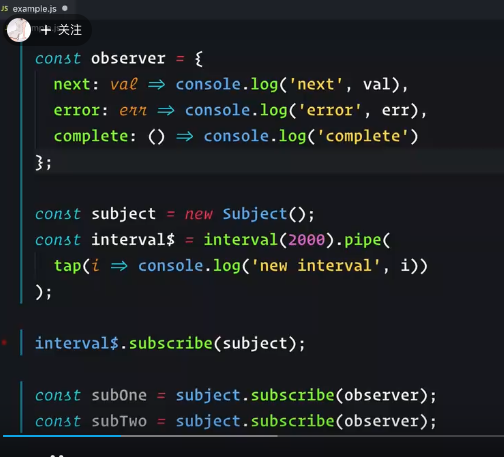 JS example.js
+ 关注
const observer = {
next: val => console.log('next', val),
error: err => console.log('error', err),
complete: () => console.log('complete')
};
const subject = new Subject();
const interval$ = interval(2000).pipe(
tap(i => console.log('new interval', i))
);
interval$.subscribe(subject);
const subOne = subject.subscribe(observer);
const subTwo = subject.subscribe(observer);